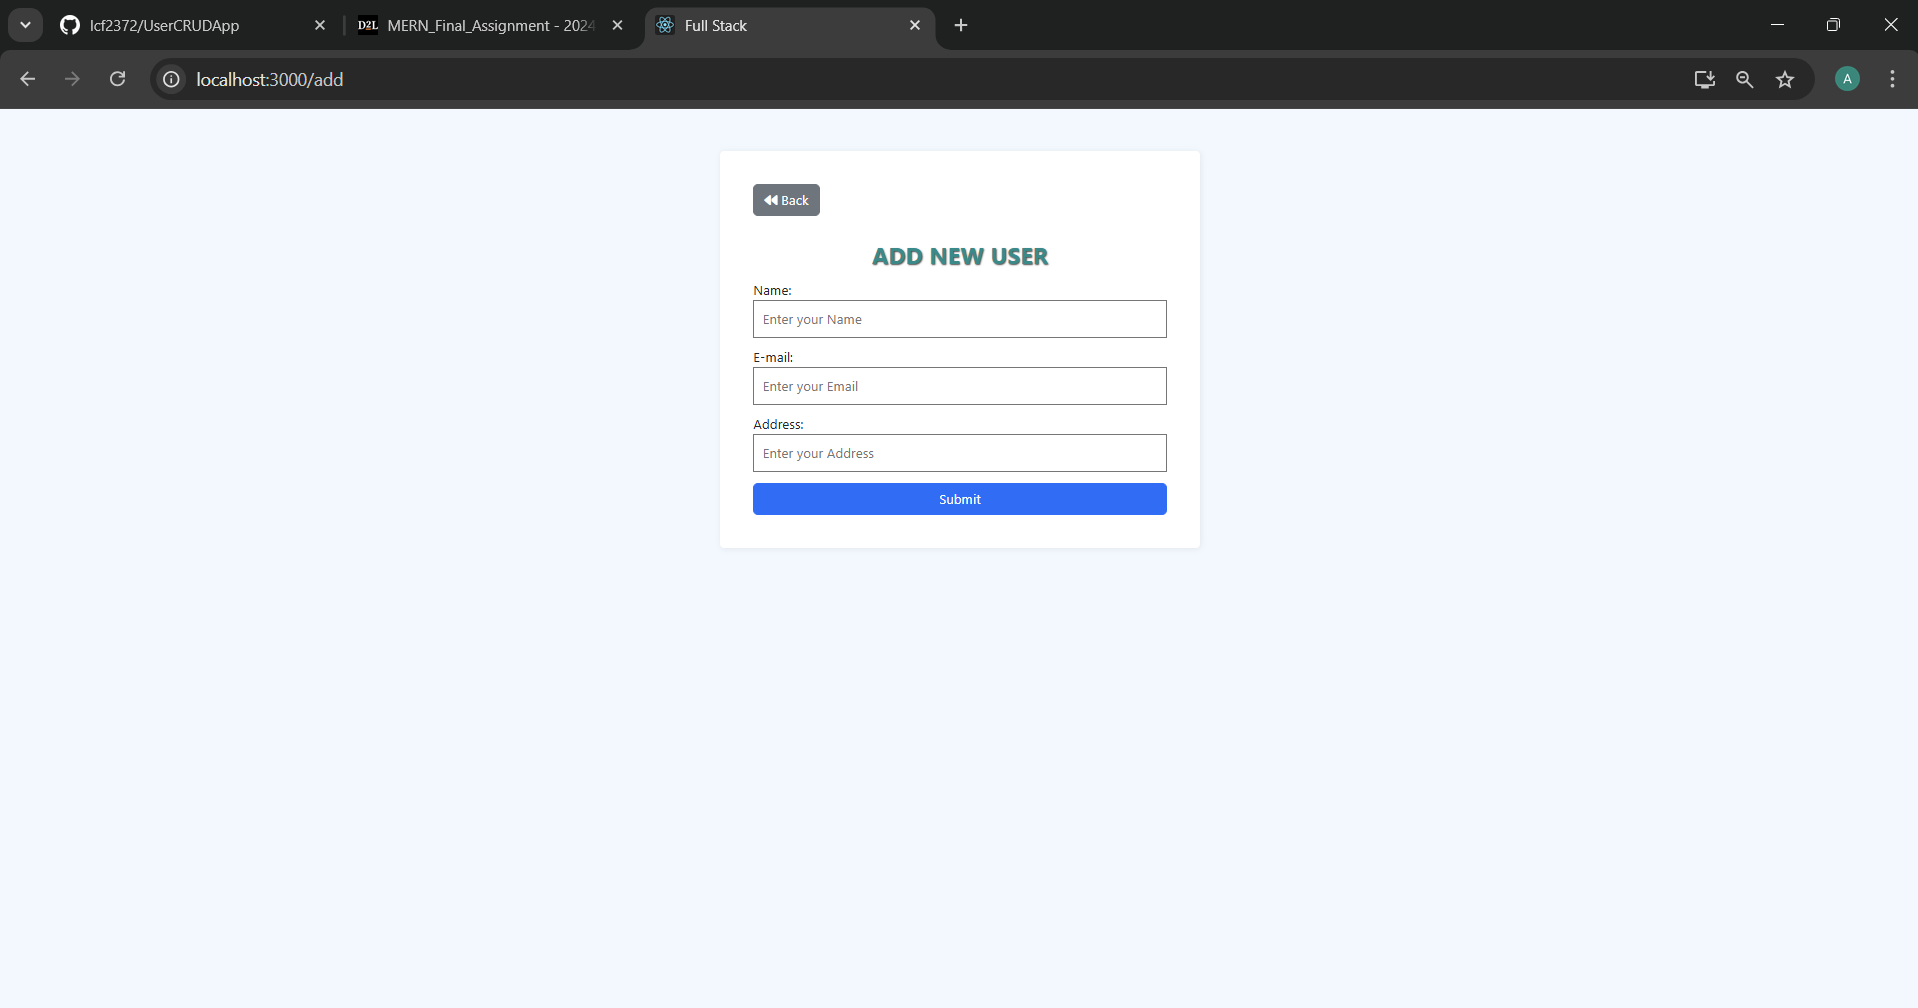 lcf2372/UserCRUDApp
D2L MERN_Final_Assignment - 2024
Full Stack
localhost:3000/add
A
Back
ADD NEW USER
Name:
Enter your Name
E-mail:
Enter your Email
Address:
Enter your Address
Submit